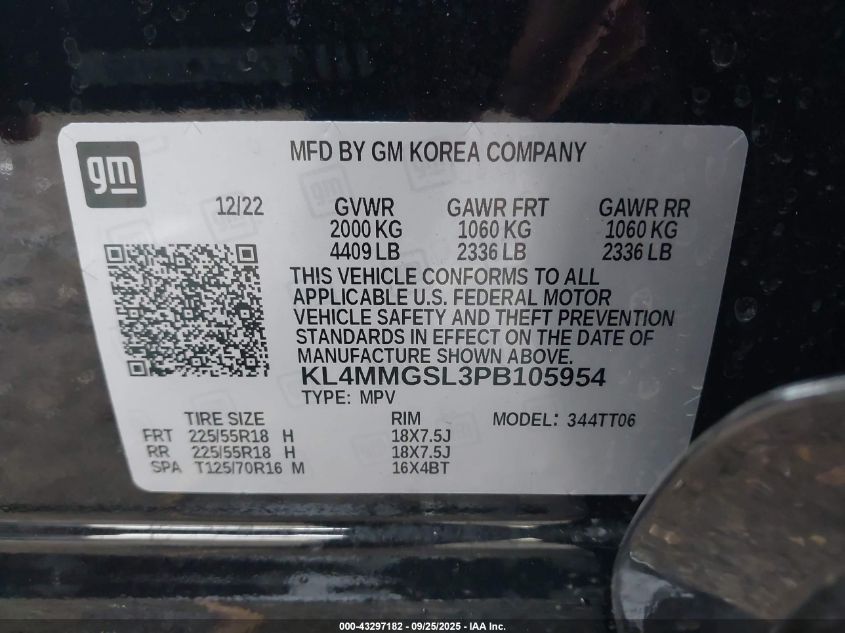 gm
MFD BY GM KOREA COMPANY
12/22 GVWR GAWR FRT GAWR RR
2000 KG 1060 KG 1060 KG
4409 LB 2336 LB 2336 LB
THIS VEHICLE CONFORMS TO ALL
APPLICABLE U.S. FEDERAL MOTOR
VEHICLE SAFETY AND THEFT PREVENTION
STANDARDS IN EFFECT ON THE DATE OF
MANUFACTURE SHOWN ABOVE.
KL4MMGSL3PB105954
TYPE: MPV
TIRE SIZE RIM MODEL: 344TT06
FRT 225/55R18 H 18X7.5J
RR 225/55R18 H 18X7.5J
SPA T125/70R16 M 16X4BT
000-43297182 - 09/25/2025 - IAA Inc.